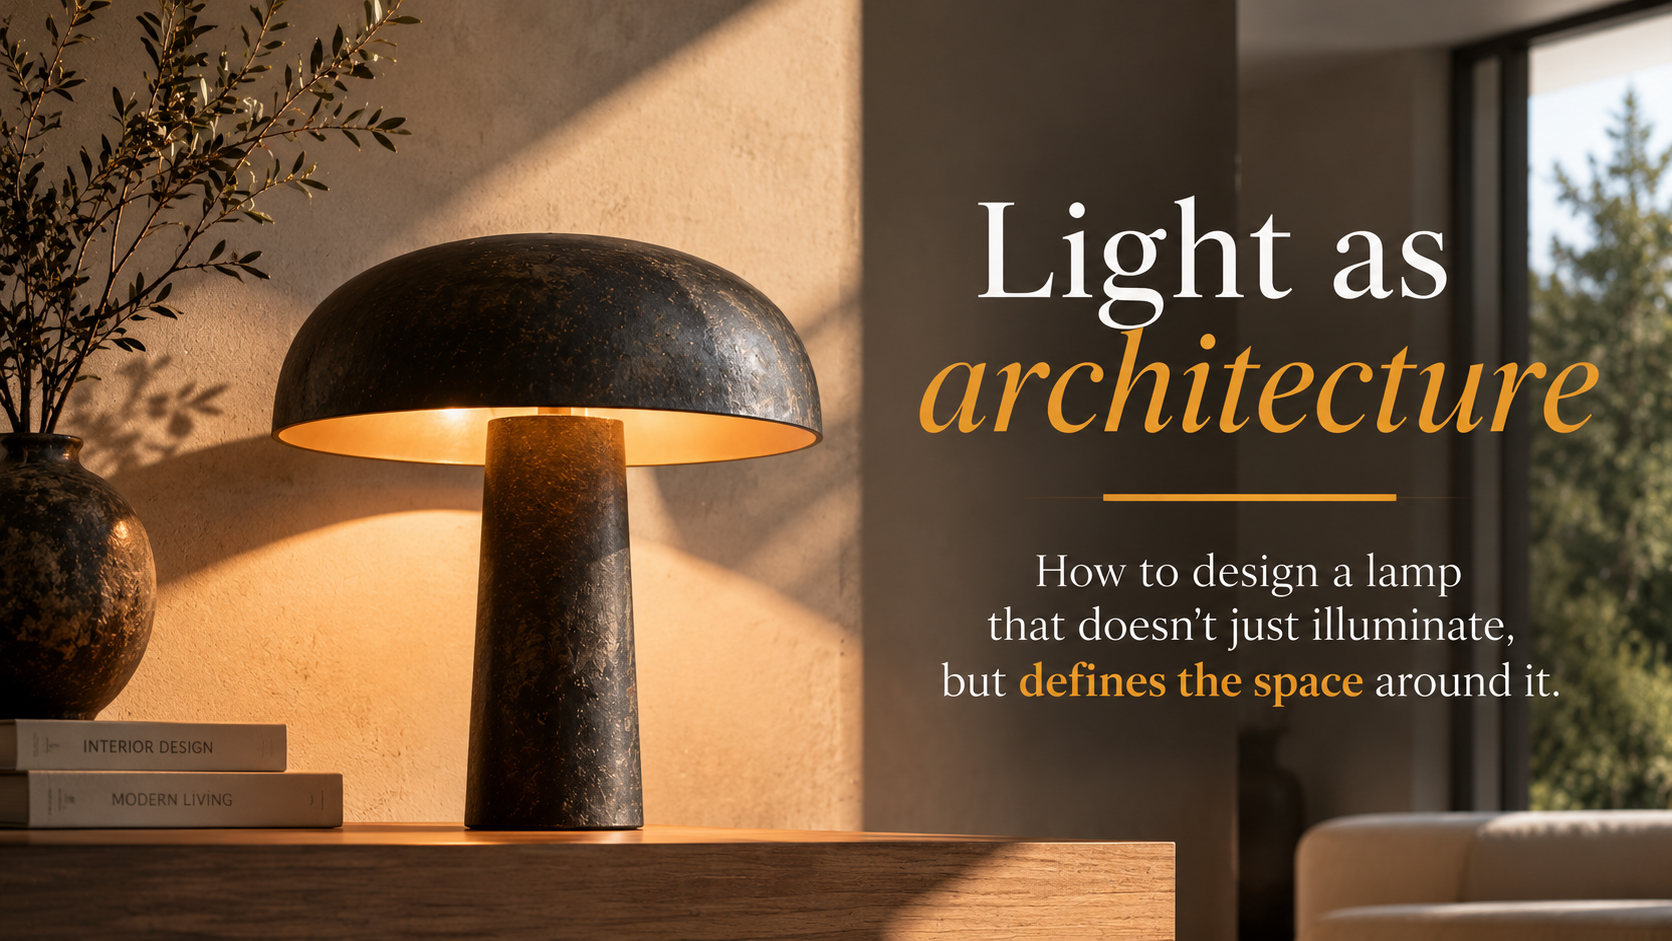 Light as
architecture
How to design a lamp
that doesn’t just illuminate,
but defines the space around it.
INTERIOR DESIGN
MODERN LIVING